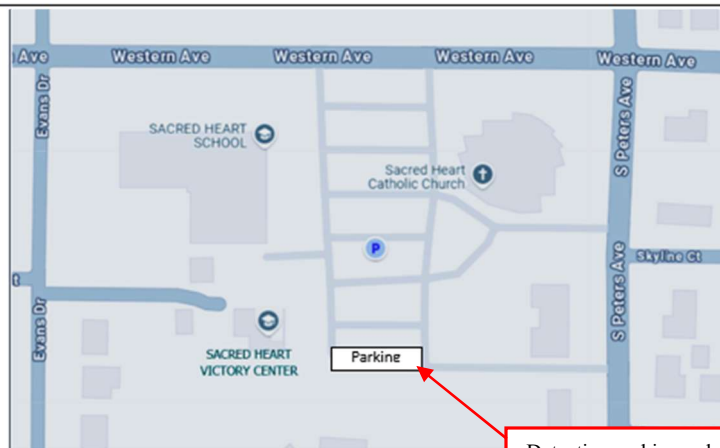 Ave
Western Ave
Western Ave
Western Ave
Western Ave
Evans Dr
S Peters Ave
SACRED HEART
SCHOOL
Sacred Heart
Catholic Church
P
S Peters Ave
Skyline Ct
Evans Dr
SACRED HEART
VICTORY CENTER
Parking